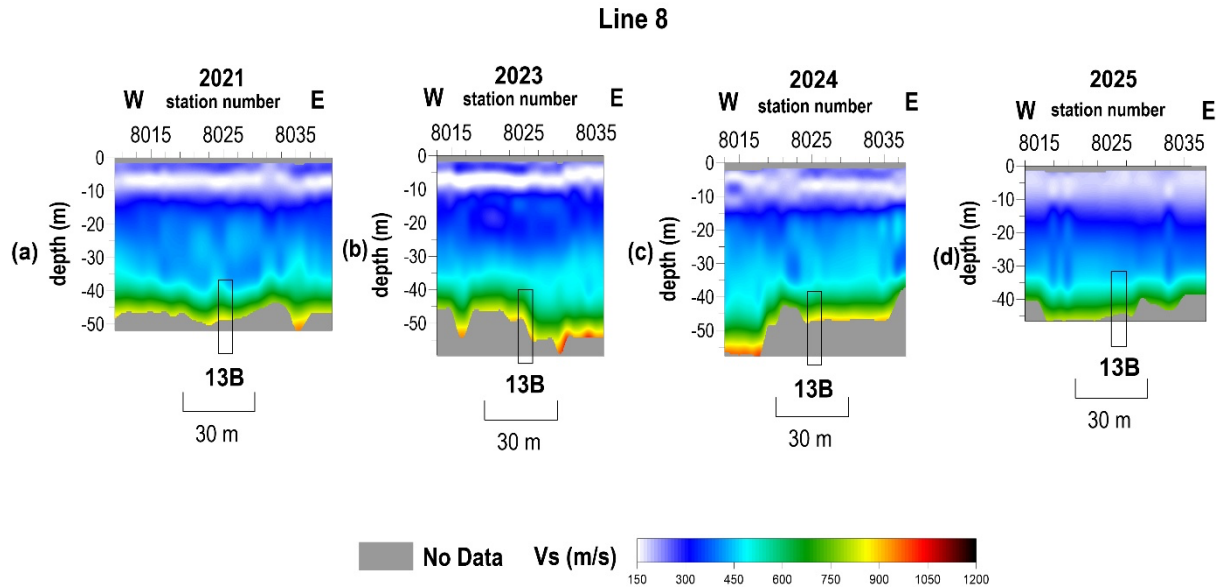 Line 8
2021
W station number E
8015 8025 8035
0
-10
-20
-30
-40
-50
depth (m)
(a)
13B
30 m
2023
W station number E
8015 8025 8035
0
-10
-20
-30
-40
-50
depth (m)
(b)
13B
30 m
2024
W station number E
8015 8025 8035
0
-10
-20
-30
-40
-50
depth (m)
(c)
13B
30 m
2025
W station number E
8015 8025 8035
0
-10
-20
-30
-40
depth (m)
(d)
13B
30 m
No Data Vs (m/s)
150 300 450 600 750 900 1050 1200